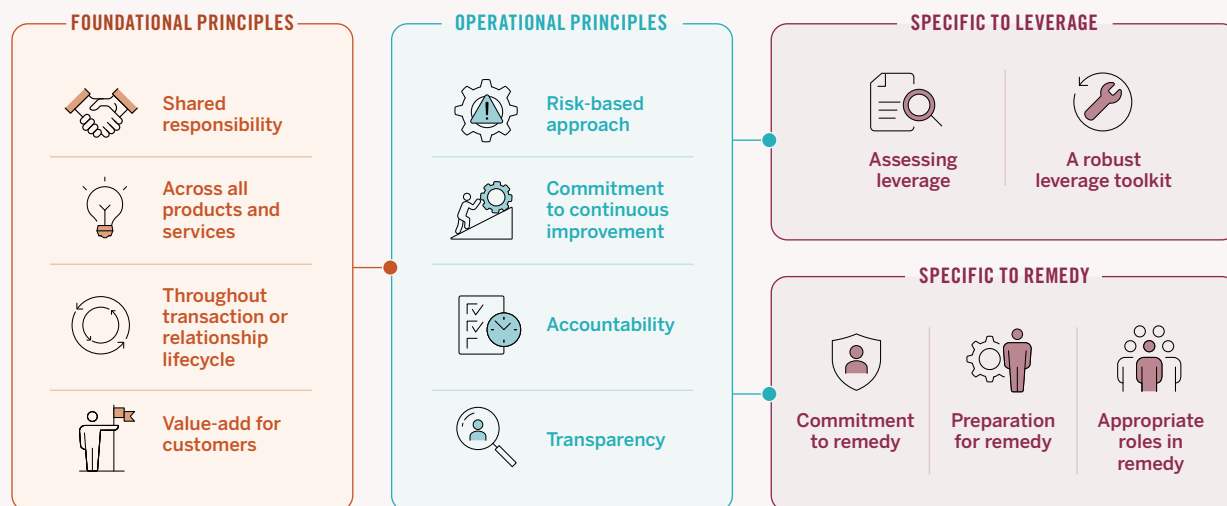 FOUNDATIONAL PRINCIPLES
Shared
responsibility
Across all
products and
services
Throughout
transaction or
relationship
lifecycle
Value-add for
customers
OPERATIONAL PRINCIPLES
Risk-based
approach
Commitment
to continuous
improvement
Accountability
Transparency
SPECIFIC TO LEVERAGE
Assessing
leverage
A robust
leverage toolkit
SPECIFIC TO REMEDY
Commitment
to remedy
Preparation
for remedy
Appropriate
roles in
remedy